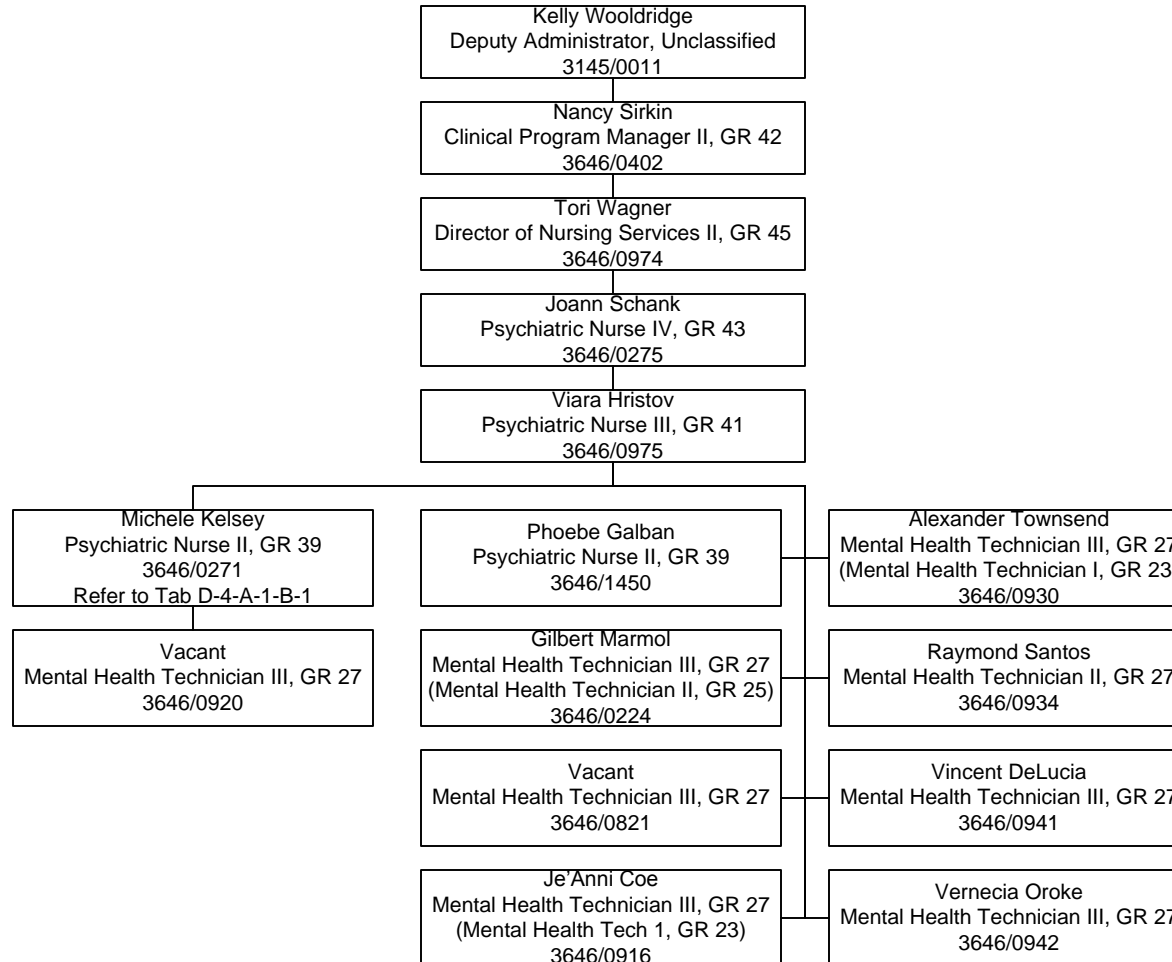 Kelly Wooldridge
Deputy Administrator, Unclassified
3145/0011
Nancy Sirkin
Clinical Program Manager II, GR 42
3646/0402
Tori Wagner
Director of Nursing Services II, GR 45
3646/0974
Joann Schank
Psychiatric Nurse IV, GR 43
3646/0275
Viara Hristov
Psychiatric Nurse III, GR 41
3646/0975
Michele Kelsey
Psychiatric Nurse II, GR 39
3646/0271
Refer to Tab D-4-A-1-B-1
Vacant
Mental Health Technician III, GR 27
3646/0920
Phoebe Galban
Psychiatric Nurse II, GR 39
3646/1450
Gilbert Marmol
Mental Health Technician III, GR 27
(Mental Health Technician II, GR 25)
3646/0224
Vacant
Mental Health Technician III, GR 27
3646/0821
Je'Anni Coe
Mental Health Technician III, GR 27
(Mental Health Tech 1, GR 23)
3646/0916
Alexander Townsend
Mental Health Technician III, GR 27
(Mental Health Technician I, GR 23
3646/0930
Raymond Santos
Mental Health Technician II, GR 27
3646/0934
Vincent DeLucia
Mental Health Technician III, GR 27
3646/0941
Vernecia Oroke
Mental Health Technician III, GR 27
3646/0942